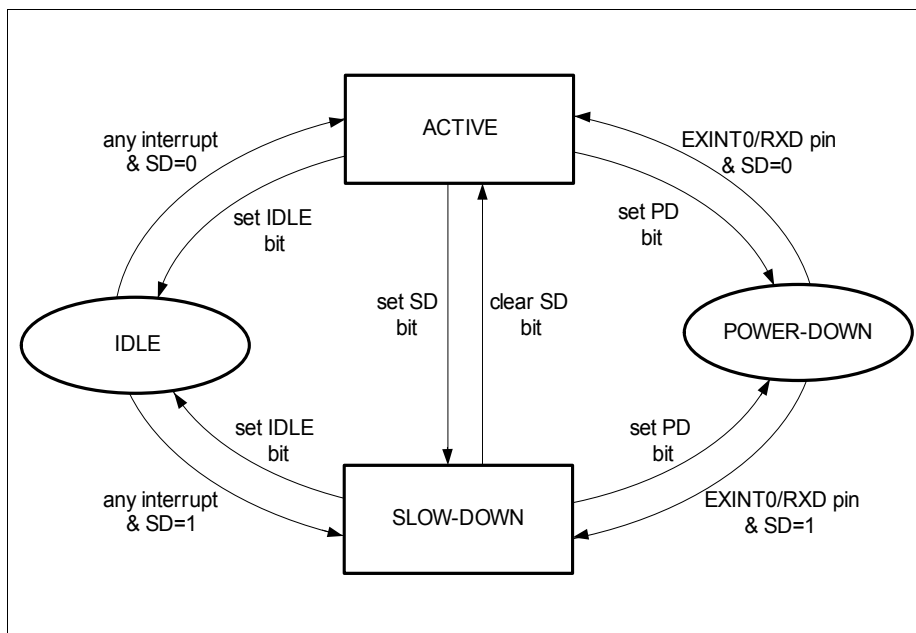 ACTIVE
any interrupt
& SD=0
EXINT0/RXD pin
& SD=0
set IDLE
bit
set PD
bit
set SD
bit
clear SD
bit
IDLE
POWER-DOWN
set IDLE
bit
set PD
bit
any interrupt
& SD=1
SLOW-DOWN
EXINT0/RXD pin
& SD=1